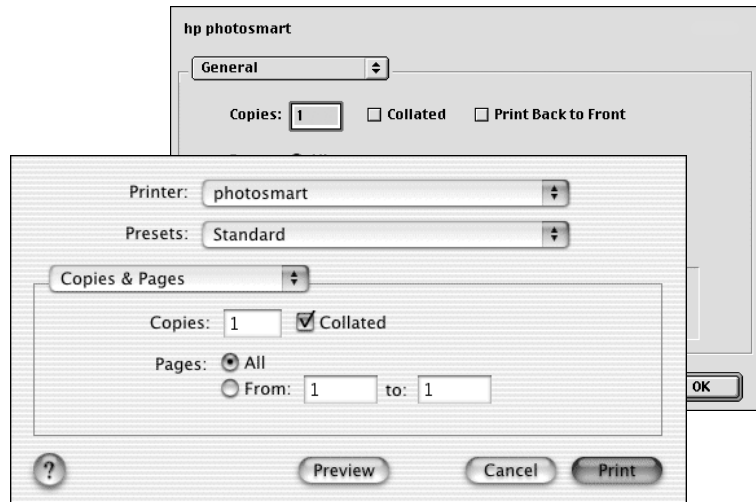 hp photosmart
General
Copies: 1 Collated Print Back to Front
OK
Printer: photosmart
Presets: Standard
Copies & Pages
Copies: 1 Collated
Pages: All
From: 1 to: 1
? Preview Cancel Print